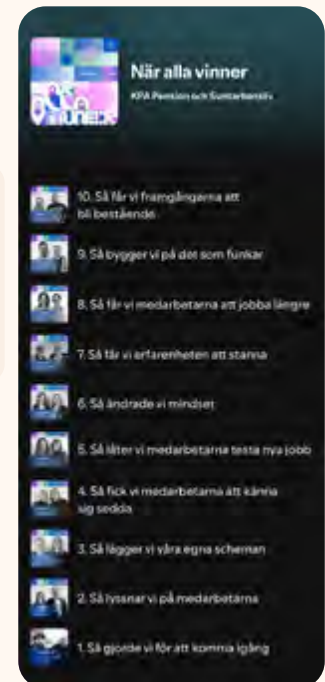 NÄR
ALLA
VINNER
När alla vinner
KPA Pension och Suntarbetsliv
10. Så får vi framgångarna att
bli bestående
9. Så bygger vi på det som funkar
8. Så får vi medarbetarna att jobba längre
7. Så får vi erfarenheten att stanna
6. Så ändrade vi mindset
5. Så låter vi medarbetarna testa nya jobb
4. Så fick vi medarbetarna att känna
sig sedda
3. Så lägger vi våra egna scheman
2. Så lyssnar vi på medarbetarna
1. Så gjorde vi för att komma igång